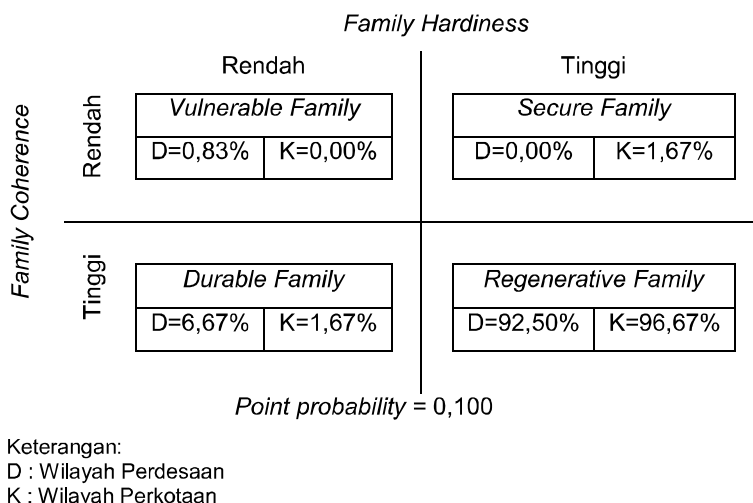 Family Hardiness
Rendah Tinggi
Family Coherence
Rendah
Vulnerable Family
D=0,83% K=0,00%
Secure Family
D=0,00% K=1,67%
Tinggi
Durable Family
D=6,67% K=1,67%
Regenerative Family
D=92,50% K=96,67%
Point probability = 0,100
Keterangan:
D : Wilayah Perdesaan
K : Wilayah Perkotaan